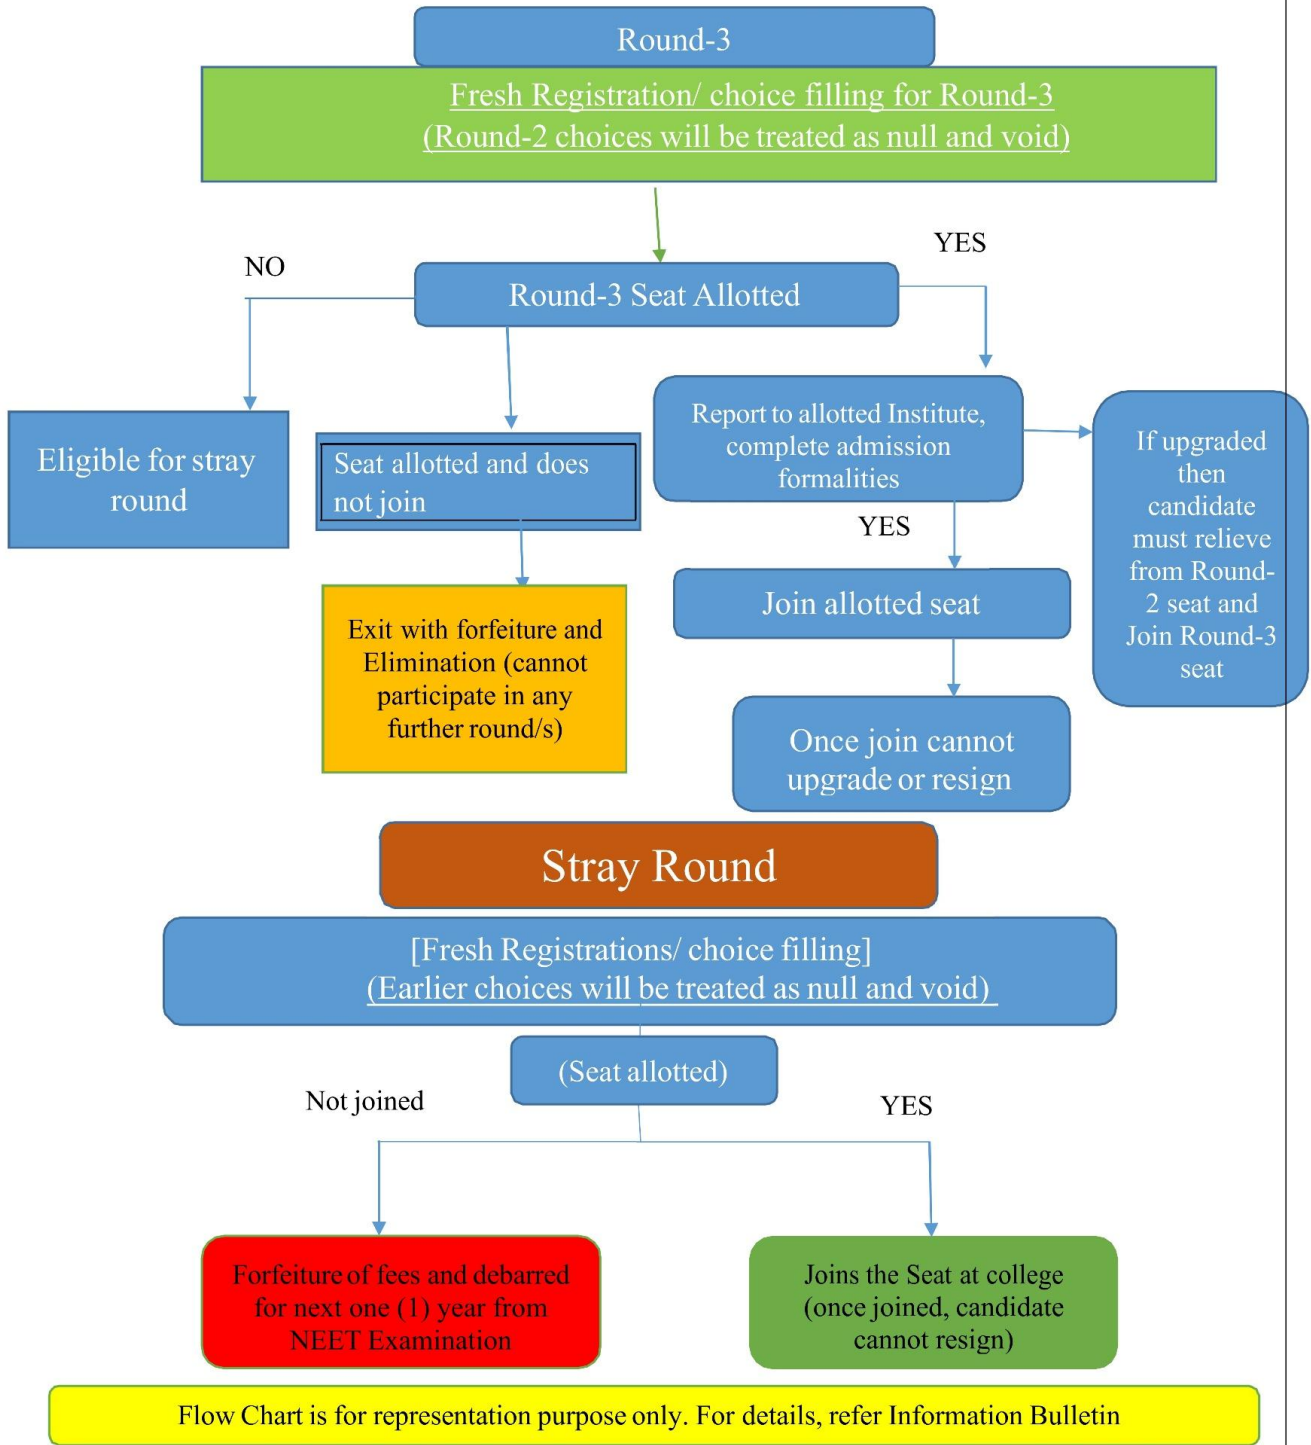 Round-3
Fresh Registration/ choice filling for Round-3
(Round-2 choices will be treated as null and void)
NO
YES
Round-3 Seat Allotted
Eligible for stray
round
Seat allotted and does
not join
Report to allotted Institute,
complete admission
formalities
If upgraded
then
candidate
must relieve
from Round-
2 seat and
Join Round-3
seat
YES
Join allotted seat
Exit with forfeiture and
Elimination (cannot
participate in any
further round/s)
Once join cannot
upgrade or resign
Stray Round
[Fresh Registrations/ choice filling]
(Earlier choices will be treated as null and void)
(Seat allotted)
Not joined
YES
Forfeiture of fees and debarred
for next one (1) year from
NEET Examination
Joins the Seat at college
(once joined, candidate
cannot resign)
Flow Chart is for representation purpose only. For details, refer Information Bulletin